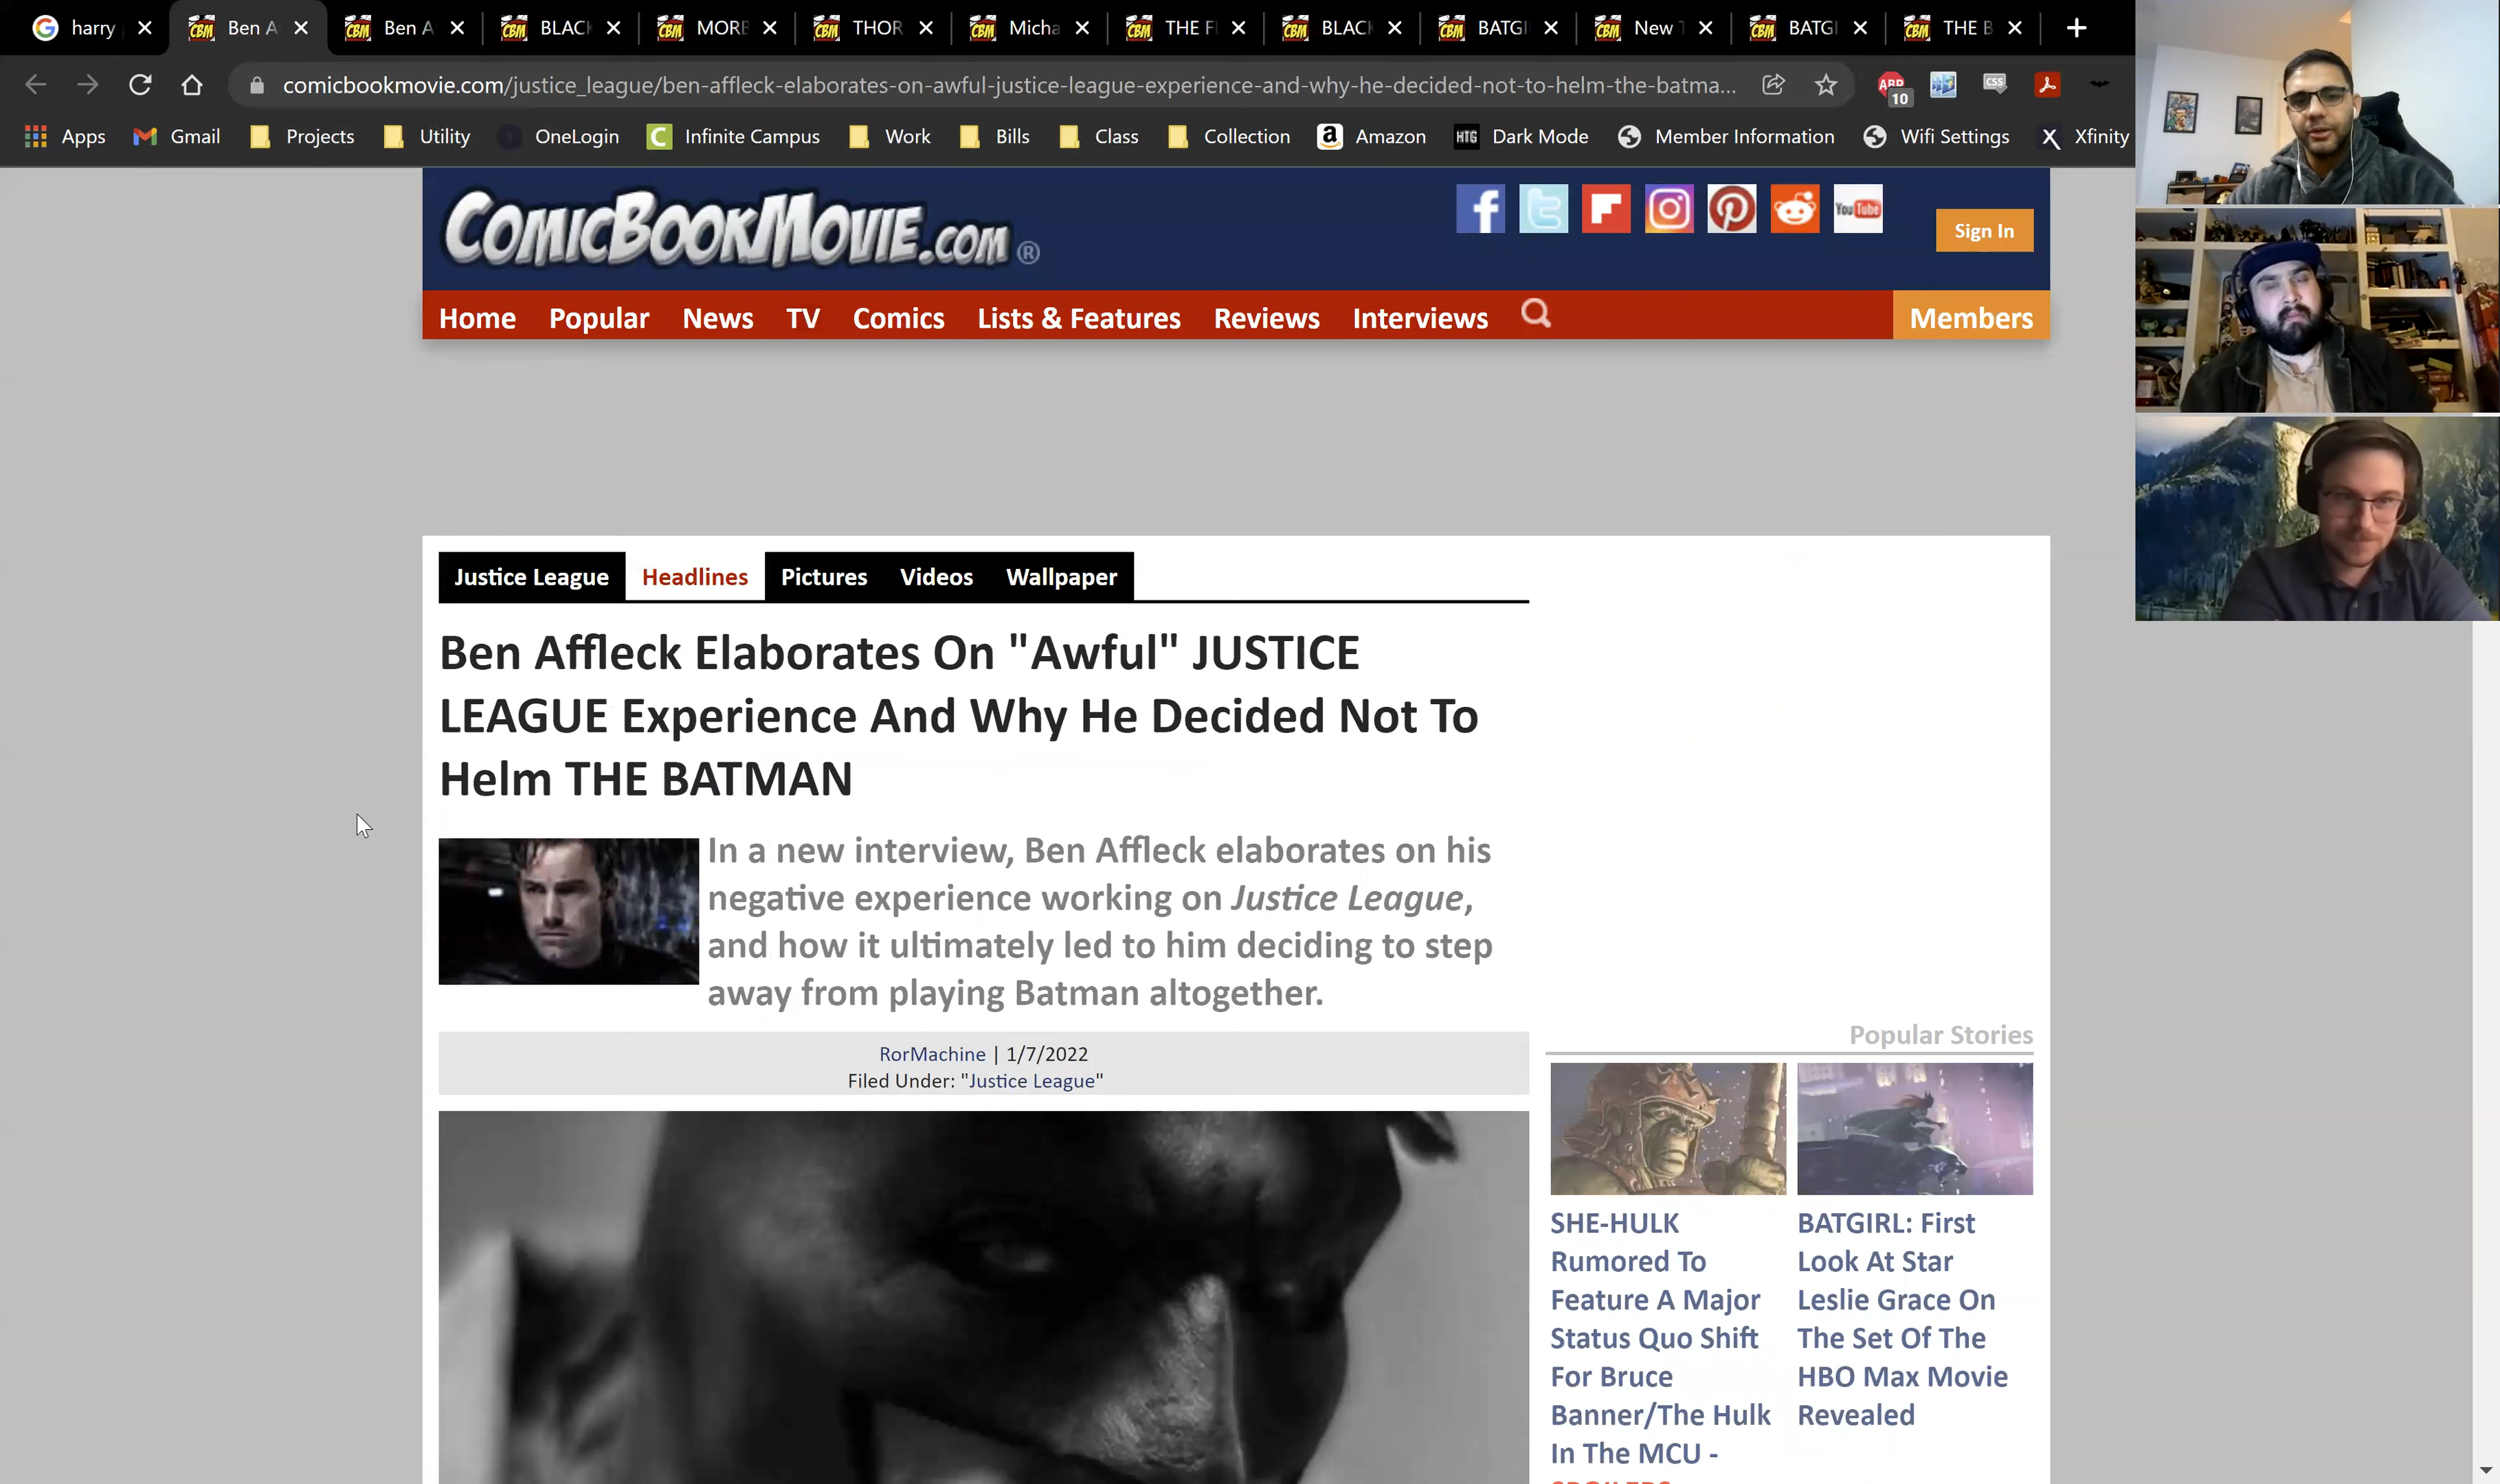 harry
Ben A
Ben A
BLACK
MORB
THOR
Micha
THE F
BLACK
BATGI
New T
BATGI
THE B
comicbookmovie.com/justice_league/ben-affleck-elaborates-on-awful-justice-league-experience-and-why-he-decided-not-to-helm-the-batma...
ABP
10
CSS
Apps
Gmail
Projects
Utility
OneLogin
Infinite Campus
Work
Bills
Class
Collection
Amazon
HTG
Dark Mode
Member Information
Wifi Settings
Xfinity
COMICBOOKMOVIE.COM®
YouTube
Sign In
Home Popular News TV Comics Lists & Features Reviews Interviews
Members
Justice League Headlines Pictures Videos Wallpaper
Ben Affleck Elaborates On "Awful" JUSTICE
LEAGUE Experience And Why He Decided Not To
Helm THE BATMAN
In a new interview, Ben Affleck elaborates on his
negative experience working on Justice League,
and how it ultimately led to him deciding to step
away from playing Batman altogether.
RorMachine | 1/7/2022
Filed Under: "Justice League"
Popular Stories
SHE-HULK
Rumored To
Feature A Major
Status Quo Shift
For Bruce
Banner/The Hulk
In The MCU -
SPOILERS
BATGIRL: First
Look At Star
Leslie Grace On
The Set Of The
HBO Max Movie
Revealed